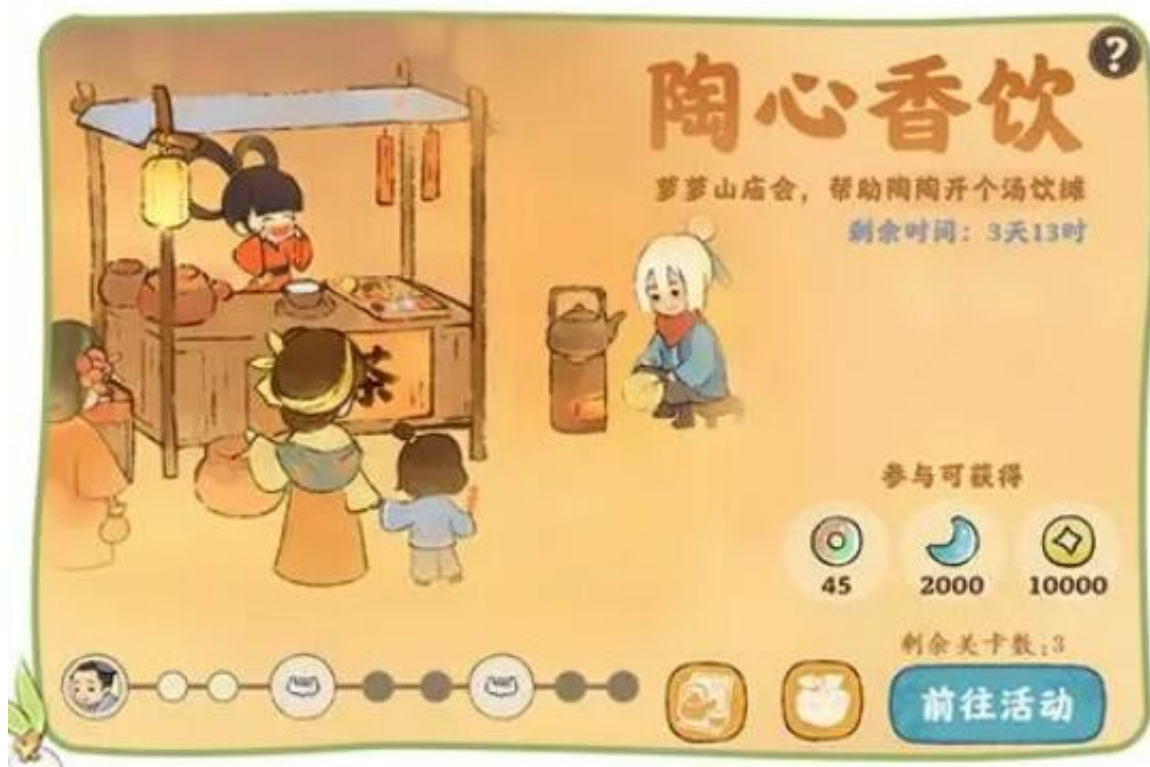 陶心香饮
?
萝萝山庙会，帮助陶陶开个汤饮摊
剩余时间：3天13时
茶
参与可获得
45
2000
10000
剩余关卡数：3
前往活动